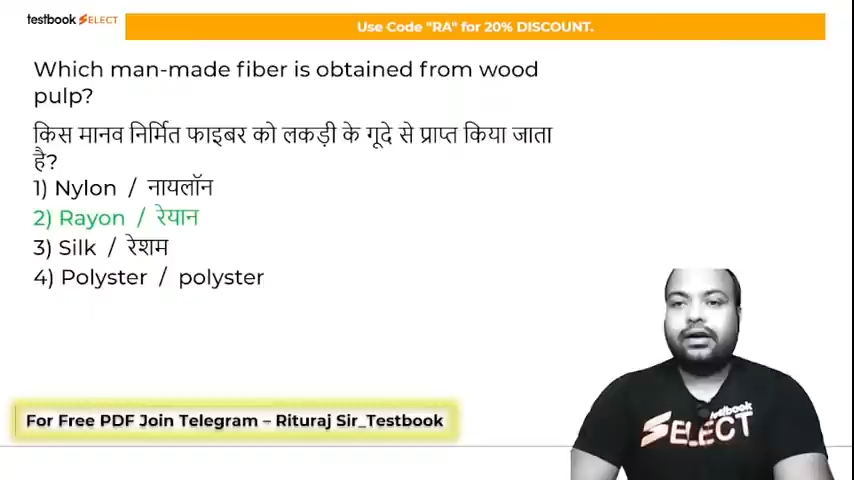 testbook SELECT
Use Code "RA" for 20% DISCOUNT.
Which man-made fiber is obtained from wood
pulp?
किस मानव निर्मित फाइबर को लकड़ी के गूदे से प्राप्त किया जाता
है?
1) Nylon / नायलॉन
2) Rayon / रेयान
3) Silk / रेशम
4) Polyster / polyster
testbook
SELECT
For Free PDF Join Telegram – Rituraj Sir_Testbook